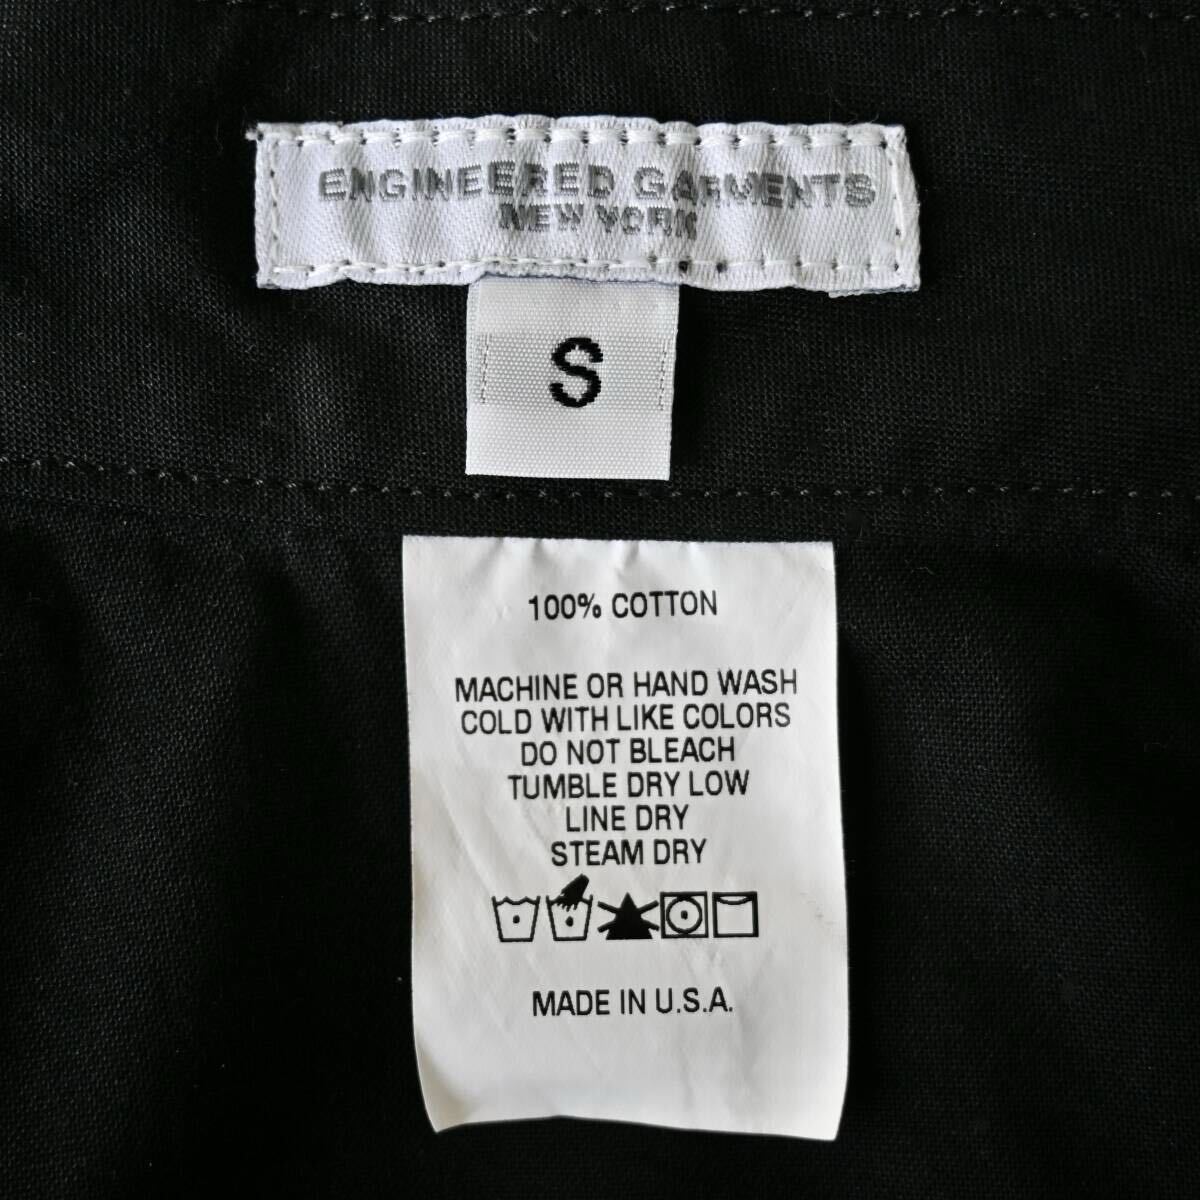 ENGINEERED GARMENTS
NEW YORK
S
100% COTTON
MACHINE OR HAND WASH
COLD WITH LIKE COLORS
DO NOT BLEACH
TUMBLE DRY LOW
LINE DRY
STEAM DRY
MADE IN U.S.A.